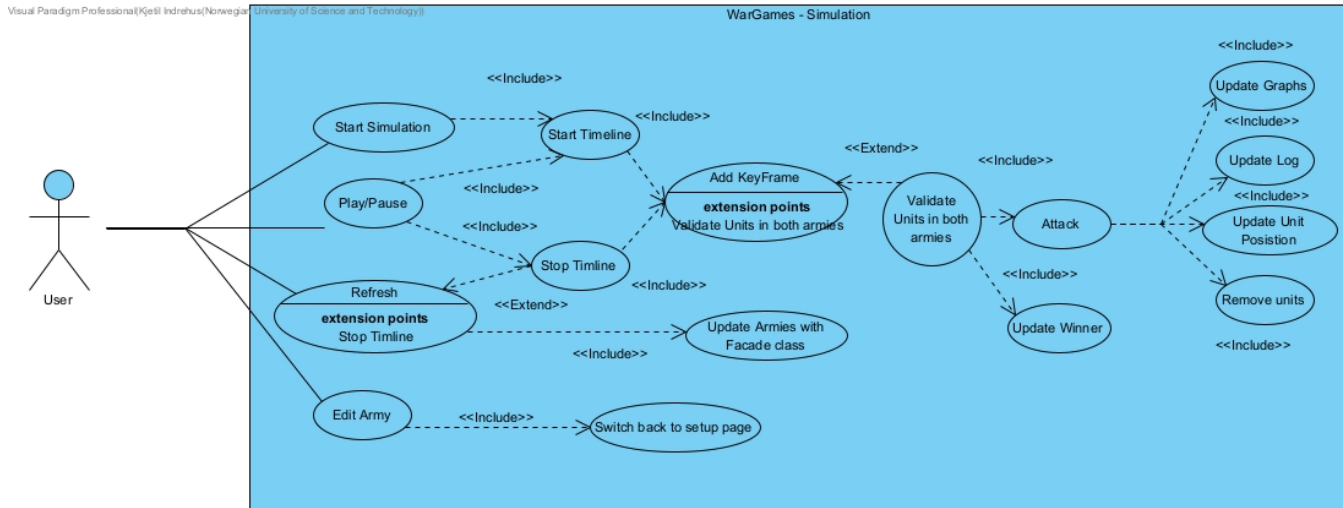 Visual Paradigm Professional(Kjetil Indrehus(Norwegian University of Science and Technology))
WarGames - Simulation
<<Include>>
Update Graphs
<<Include>>
Start Simulation
<<Include>>
Start Timeline
<<Include>>
Update Log
<<Extend>>
<<Include>>
Add KeyFrame
extension points
Validate Units in both armies
Play/Pause
<<Include>>
Validate
Units in both
armies
Attack
<<Include>>
Update Unit
Posistion
<<Include>>
Stop Timline
<<Include>>
<<Include>>
User
Refresh
extension points
Stop Timline
<<Extend>>
Remove units
Update Armies with
Facade class
Update Winner
<<Include>>
<<Include>>
Edit Army
<<Include>>
Switch back to setup page